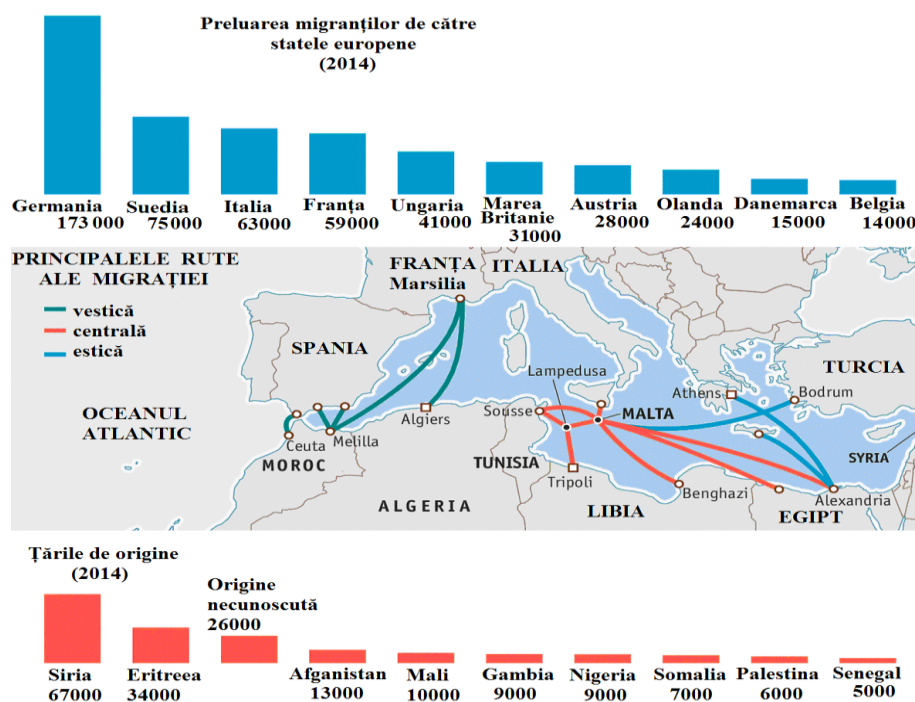 Preluarea migranților de către
statele europene
(2014)
Germania
173 000
Suedia
75000
Italia
63000
Franța
59000
Ungaria
41000
Marea
Britanie
31000
Austria
28000
Olanda
24000
Danemarca
15000
Belgia
14000
PRINCIPALELE RUTE
ALE MIGRAȚIEI
vestică
centrală
estică
FRANȚA
Marsilia
ITALIA
SPANIA
TURCIA
Lampedusa
Athens
Bodrum
OCEANUL
ATLANTIC
Algiers
Sousse
MALTA
Ceuta
Melilla
MOROC
TUNISIA
SYRIA
Tripoli
Benghazi
Alexandria
ALGERIA
LIBIA
EGIPT
Țările de origine
(2014)
Siria
67000
Eritreea
34000
Origine
necunoscută
26000
Afganistan
13000
Mali
10000
Gambia
9000
Nigeria
9000
Somalia
7000
Palestina
6000
Senegal
5000